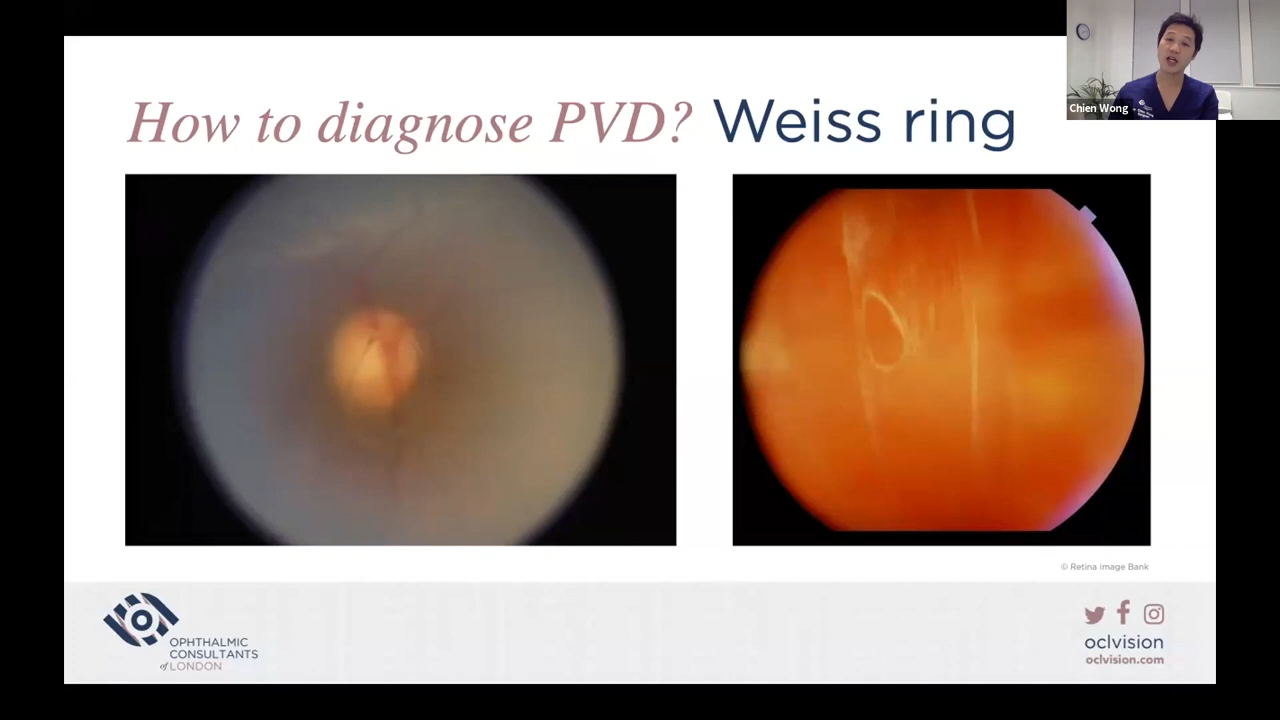 Chien Wong
How to diagnose PVD? Weiss ring
© Retina image Bank
OPHTHALMIC
CONSULTANTS
of LONDON
oclvision
oclvision.com